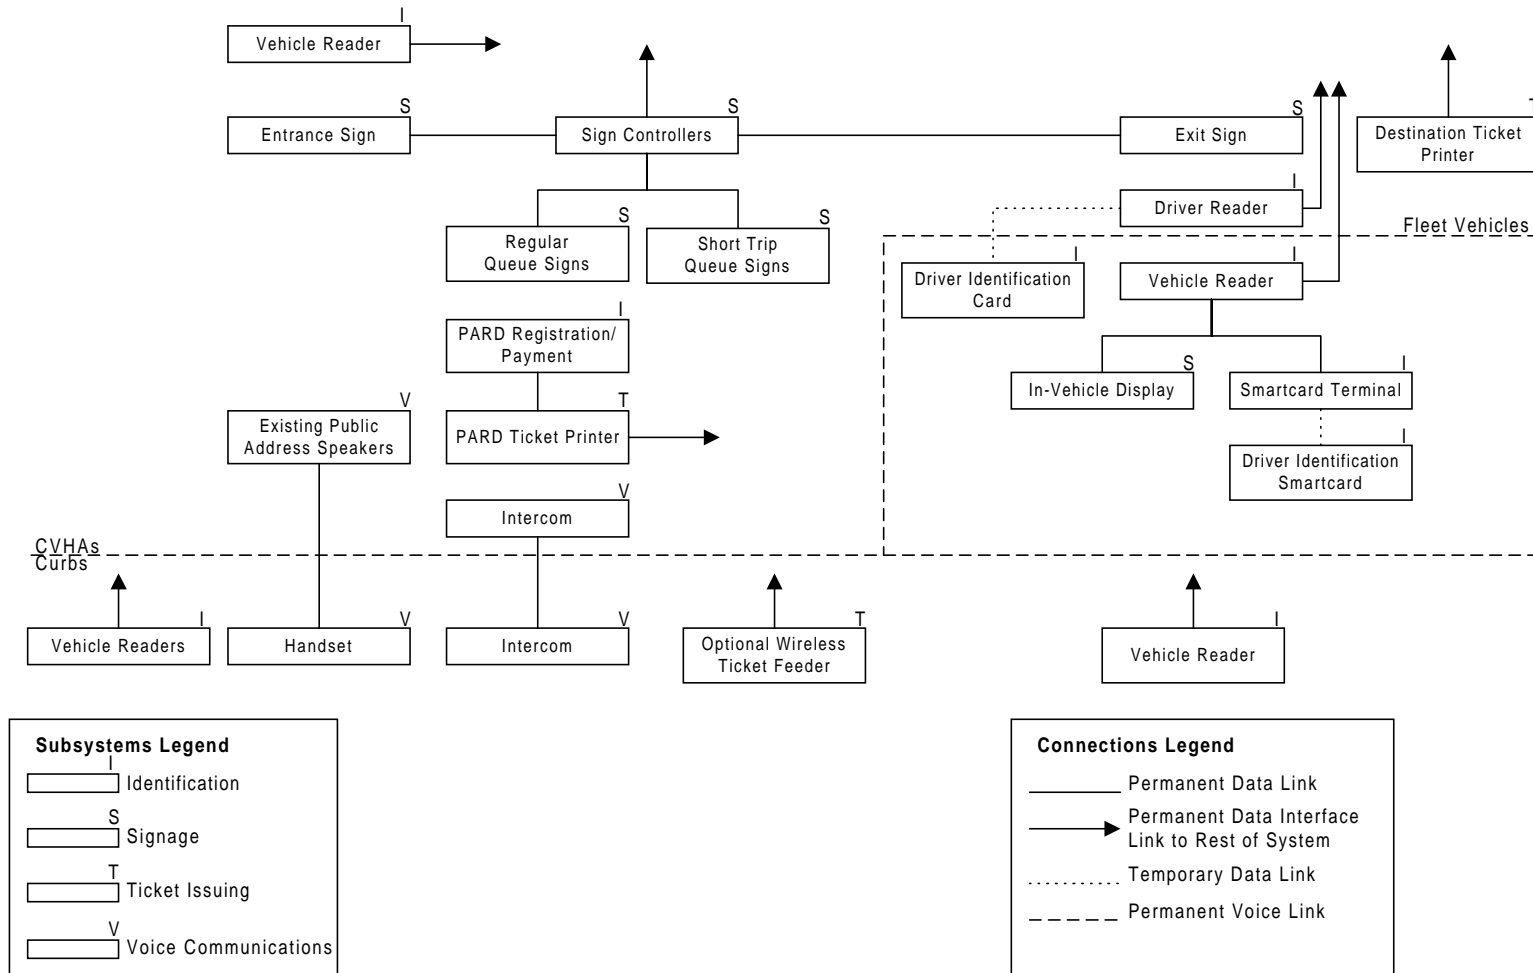 I
Vehicle Reader
S
Entrance Sign
S
Sign Controllers
S
Exit Sign
T
Destination Ticket
Printer
I
Driver Reader
S
Regular
Queue Signs
S
Short Trip
Queue Signs
Fleet Vehicles
I
Driver Identification
Card
I
Vehicle Reader
I
PARD Registration/
Payment
S
In-Vehicle Display
I
Smartcard Terminal
V
Existing Public
Address Speakers
T
PARD Ticket Printer
I
Driver Identification
Smartcard
V
Intercom
CVHAs
Curbs
I
Vehicle Readers
V
Handset
V
Intercom
T
Optional Wireless
Ticket Feeder
I
Vehicle Reader
Subsystems Legend
I
Identification
S
Signage
T
Ticket Issuing
V
Voice Communications
Connections Legend
Permanent Data Link
Permanent Data Interface
Link to Rest of System
Temporary Data Link
Permanent Voice Link